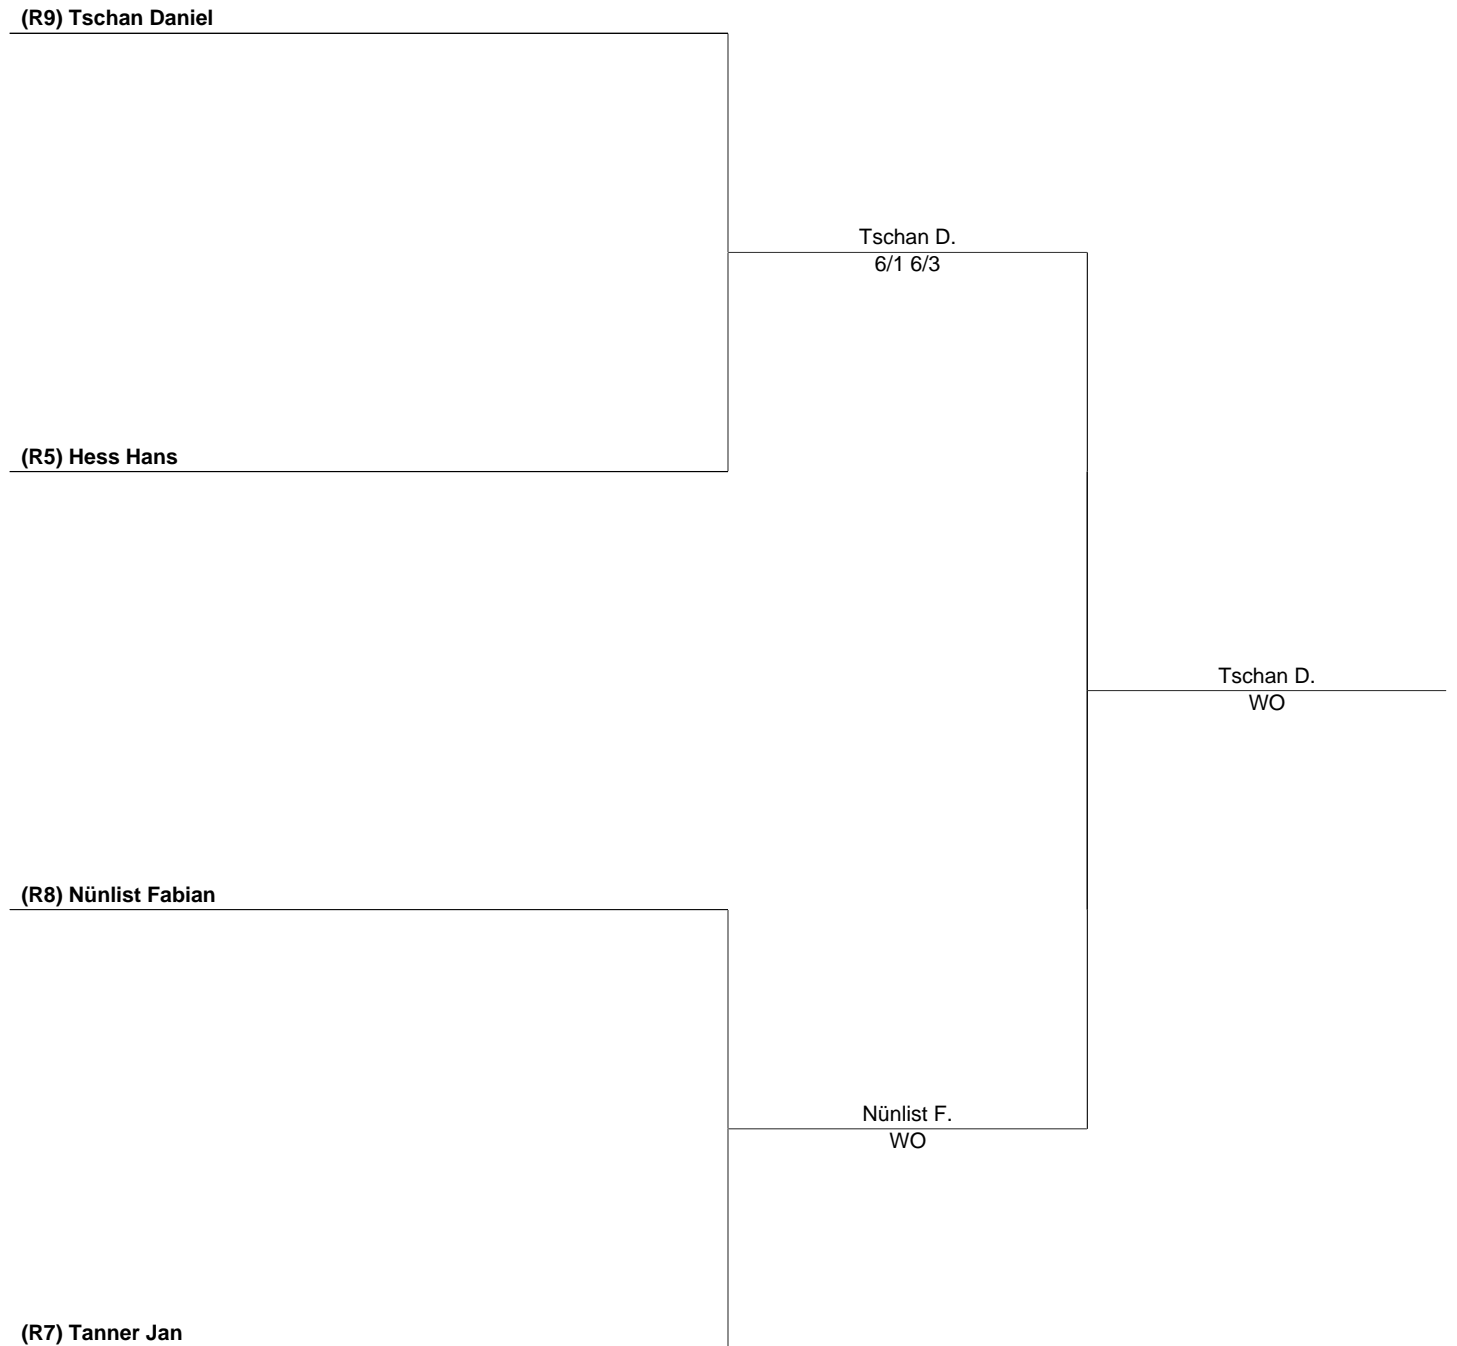 (R9) Tschan Daniel
Tschan D.
6/1 6/3
(R5) Hess Hans
Tschan D.
WO
(R8) Nünlist Fabian
Nünlist F.
WO
(R7) Tanner Jan